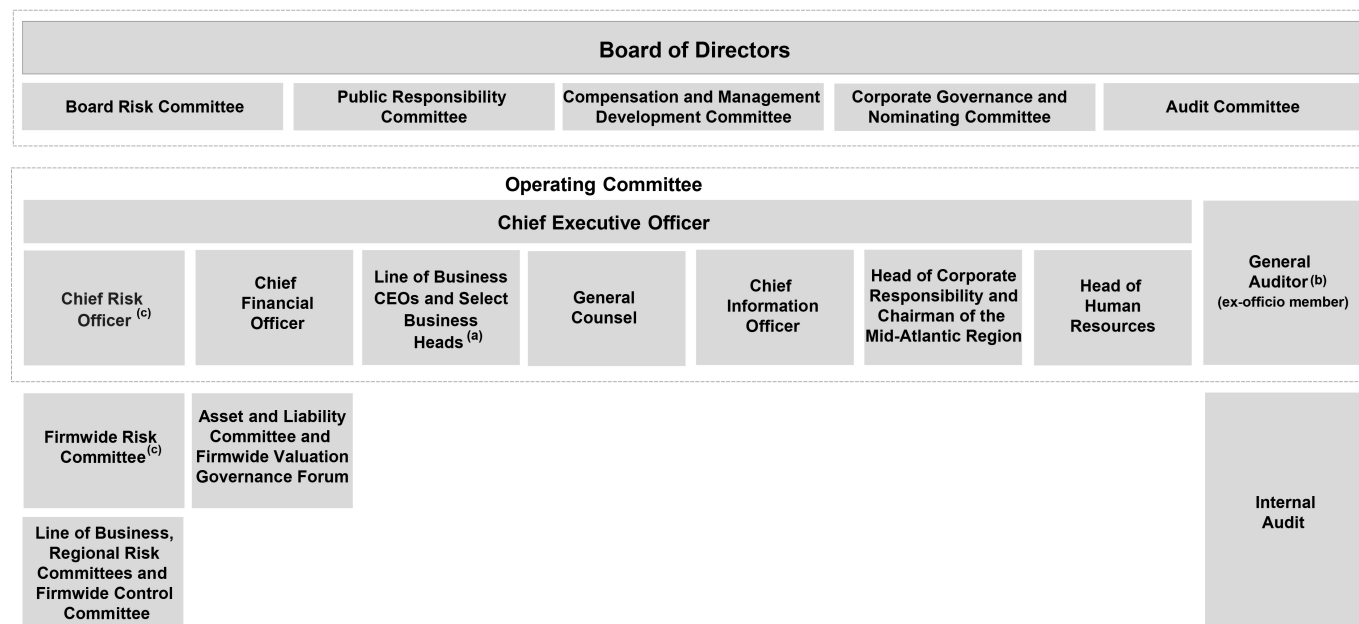 Board of Directors
Board Risk Committee
Public Responsibility
Committee
Compensation and Management
Development Committee
Corporate Governance and
Nominating Committee
Audit Committee
Operating Committee
Chief Executive Officer
Chief Risk
Officer (c)
Chief
Financial
Officer
Line of Business
CEOs and Select
Business
Heads (a)
General
Counsel
Chief
Information
Officer
Head of Corporate
Responsibility and
Chairman of the
Mid-Atlantic Region
Head of
Human
Resources
General
Auditor (b)
(ex-officio member)
Firmwide Risk
Committee (c)
Asset and Liability
Committee and
Firmwide Valuation
Governance Forum
Internal
Audit
Line of Business,
Regional Risk
Committees and
Firmwide Control
Committee